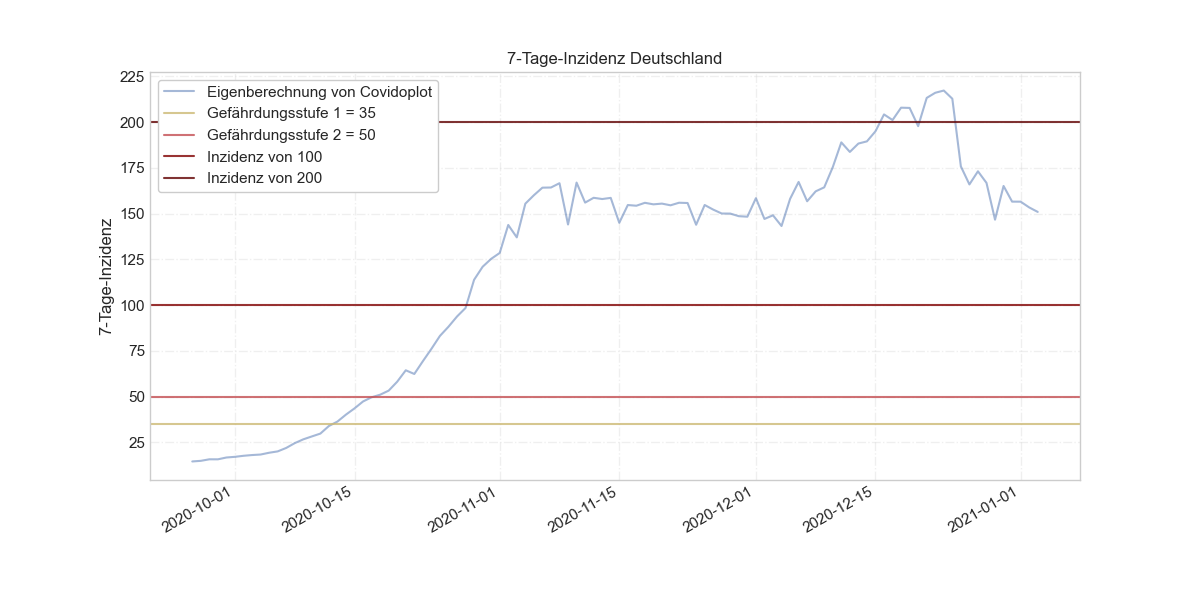 7-Tage-Inzidenz Deutschland
Eigenberechnung von Covidoplot
Gefährdungsstufe 1 = 35
Gefährdungsstufe 2 = 50
Inzidenz von 100
Inzidenz von 200
7-Tage-Inzidenz
225
200
175
150
125
100
75
50
25
2020-10-01
2020-10-15
2020-11-01
2020-11-15
2020-12-01
2020-12-15
2021-01-01